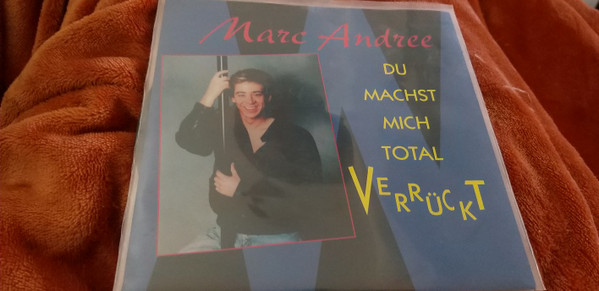 Marc Andree
DU
MACHST
MICH
TOTAL
VERRÜCKT